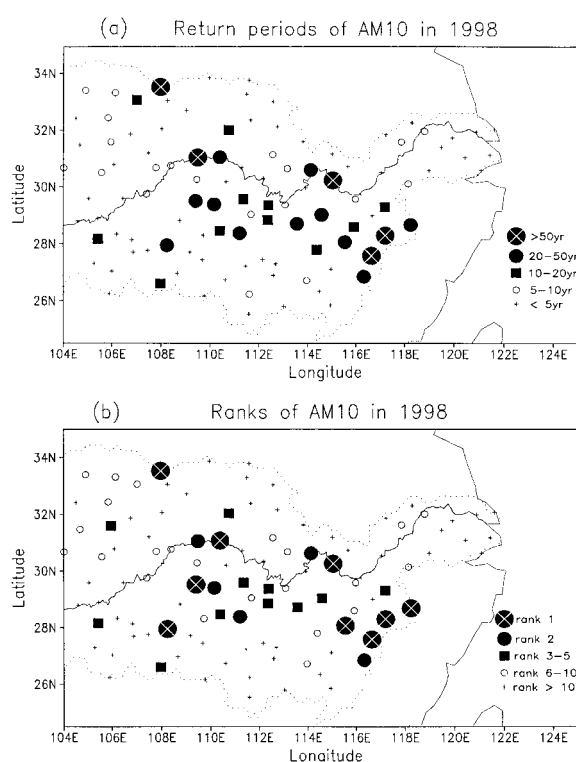 (a) Return periods of AM10 in 1998
34N
32N
30N
28N
26N
Latitude
>50yr
20-50yr
10-20yr
5-10yr
< 5yr
104E 106E 108E 110E 112E 114E 116E 118E 120E 122E 124E
Longitude
(b) Ranks of AM10 in 1998
34N
32N
30N
28N
26N
Latitude
rank 1
rank 2
rank 3-5
rank 6-10
rank > 10
104E 106E 108E 110E 112E 114E 116E 118E 120E 122E 124E
Longitude